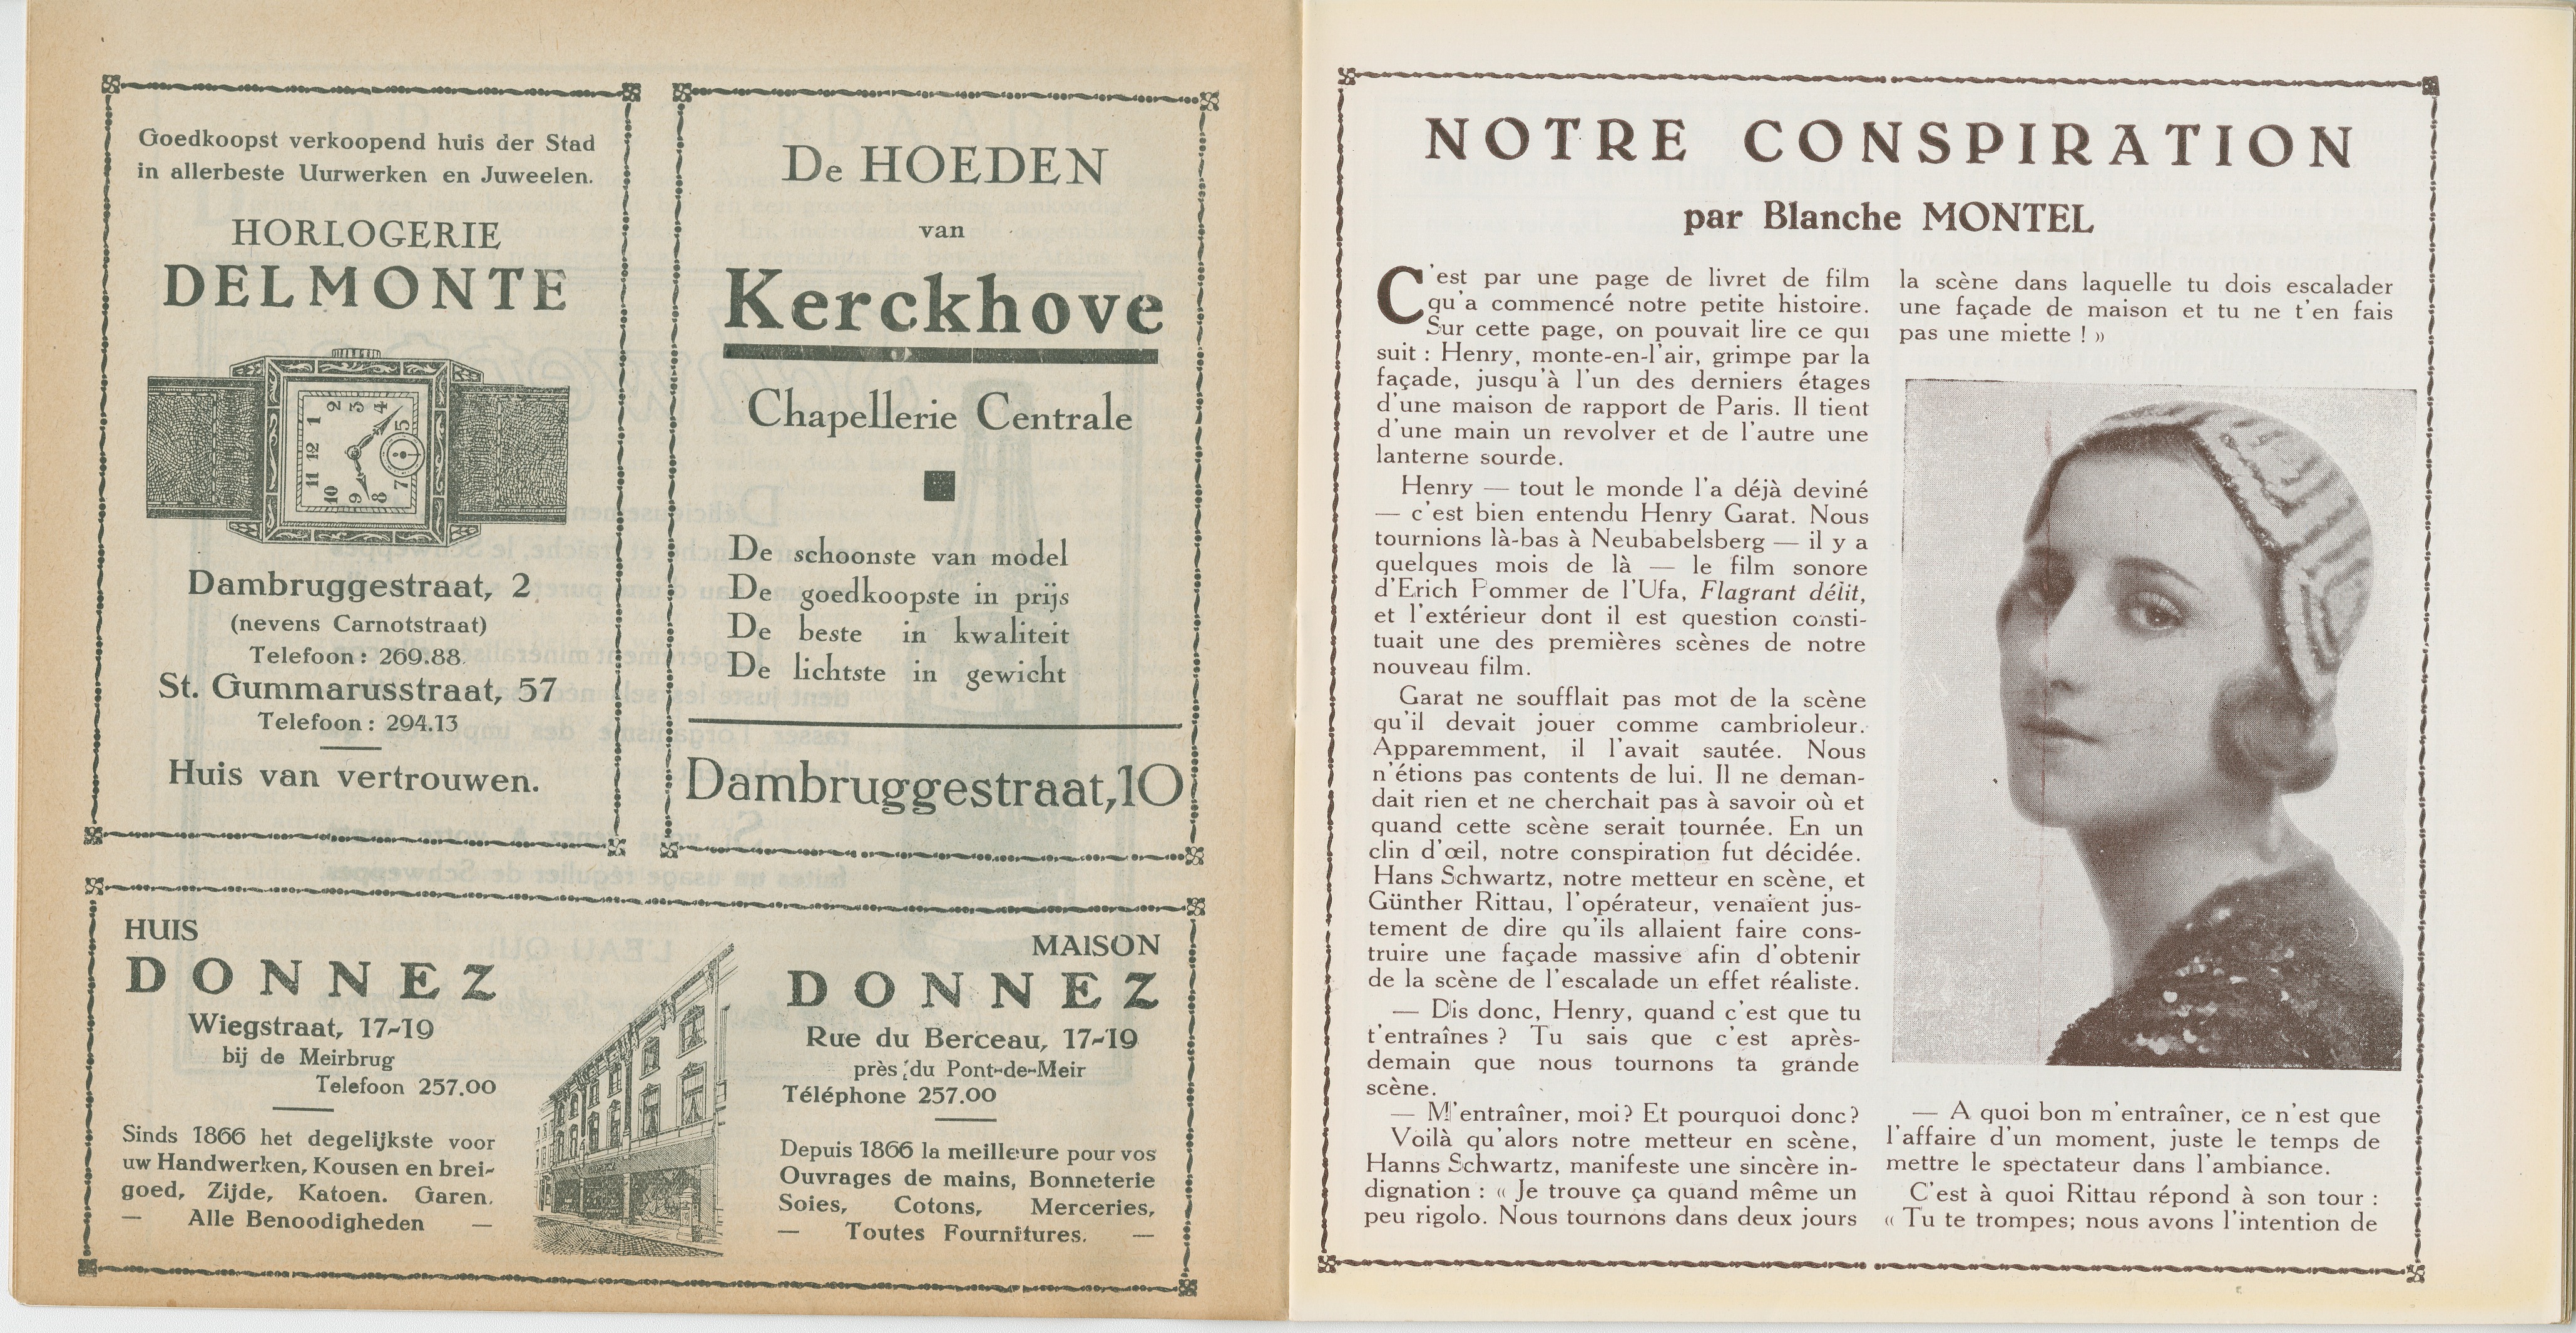 Goedkoopst verkoopend huis der Stad
in allerbeste Uurwerken en Juweelen.
HORLOGERIE
DELMONTE
1 2 3 4 5 7 8 9 10 11 12
Dambruggestraat, 2
(nevens Carnotstraat)
Telefoon : 269.88.
St. Gummarusstraat, 57
Telefoon : 294.13
Huis van vertrouwen.
De HOEDEN
van
Kerckhove
Chapellerie Centrale
De schoonste van model
De goedkoopste in prijs
De beste in kwaliteit
De lichtste in gewicht
Dambruggestraat,10
HUIS
DONNEZ
Wiegstraat, 17-19
bij de Meirbrug
Telefoon 257.00
Sinds 1866 het degelijkste voor
uw Handwerken, Kousen en brei-
goed, Zijde, Katoen. Garen.
— Alle Benoodigheden —
MAISON
DONNEZ
Rue du Berceau, 17-19
près du Pont-de-Meir
Téléphone 257.00
Depuis 1866 la meilleure pour vos
Ouvrages de mains, Bonneterie
Soies, Cotons, Merceries,
— Toutes Fournitures. —
NOTRE CONSPIRATION
par Blanche MONTEL
C'est par une page de livret de film
qu'a commencé notre petite histoire.
Sur cette page, on pouvait lire ce qui
suit : Henry, monte-en-l'air, grimpe par la
façade, jusqu'à l'un des derniers étages
d'une maison de rapport de Paris. Il tient
d'une main un revolver et de l'autre une
lanterne sourde.
Henry — tout le monde l'a déjà deviné
— c'est bien entendu Henry Garat. Nous
tournions là-bas à Neubabelsberg — il y a
quelques mois de là — le film sonore
d'Erich Pommer de l'Ufa, Flagrant délit,
et l'extérieur dont il est question consti-
tuait une des premières scènes de notre
nouveau film.
Garat ne soufflait pas mot de la scène
qu'il devait jouer comme cambrioleur.
Apparemment, il l'avait sautée. Nous
n'étions pas contents de lui. Il ne deman-
dait rien et ne cherchait pas à savoir où et
quand cette scène serait tournée. En un
clin d'œil, notre conspiration fut décidée.
Hans Schwartz, notre metteur en scène, et
Günther Rittau, l'opérateur, venaient jus-
tement de dire qu'ils allaient faire cons-
truire une façade massive afin d'obtenir
de la scène de l'escalade un effet réaliste.
— Dis donc, Henry, quand c'est que tu
t'entraînes ? Tu sais que c'est après-
demain que nous tournons ta grande
scène.
— M'entraîner, moi? Et pourquoi donc?
Voilà qu'alors notre metteur en scène,
Hanns Schwartz, manifeste une sincère in-
dignation : « Je trouve ça quand même un
peu rigolo. Nous tournons dans deux jours
la scène dans laquelle tu dois escalader
une façade de maison et tu ne t'en fais
pas une miette ! »
— A quoi bon m'entraîner, ce n'est que
l'affaire d'un moment, juste le temps de
mettre le spectateur dans l'ambiance.
C'est à quoi Rittau répond à son tour :
« Tu te trompes; nous avons l'intention de